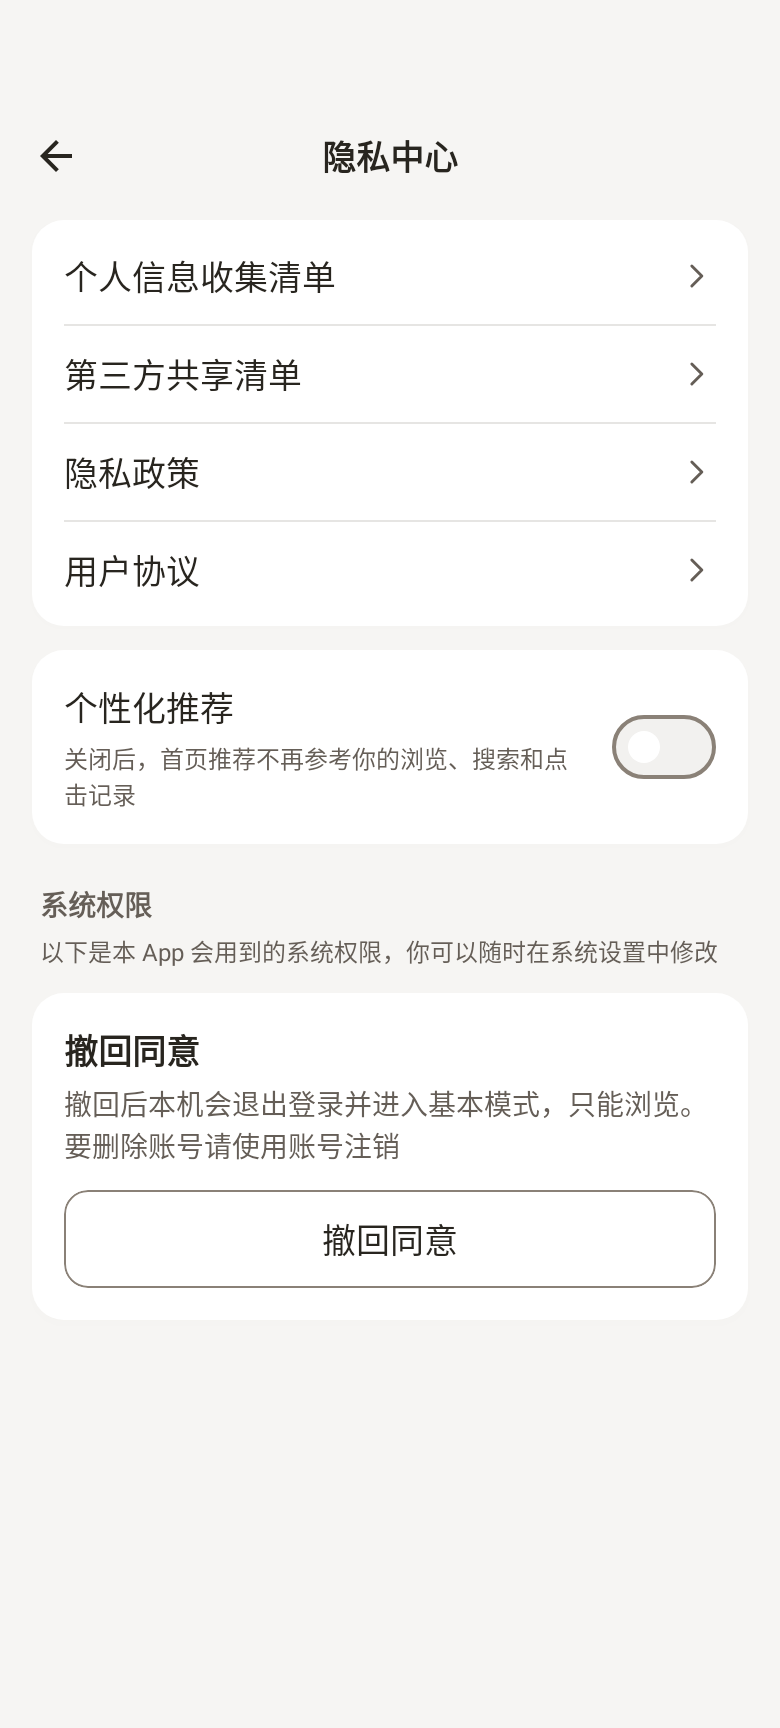 隐私中心
个人信息收集清单
第三方共享清单
隐私政策
用户协议
个性化推荐
关闭后，首页推荐不再参考你的浏览、搜索和点
击记录
系统权限
以下是本 App 会用到的系统权限，你可以随时在系统设置中修改
撤回同意
撤回后本机会退出登录并进入基本模式，只能浏览。
要删除账号请使用账号注销
撤回同意